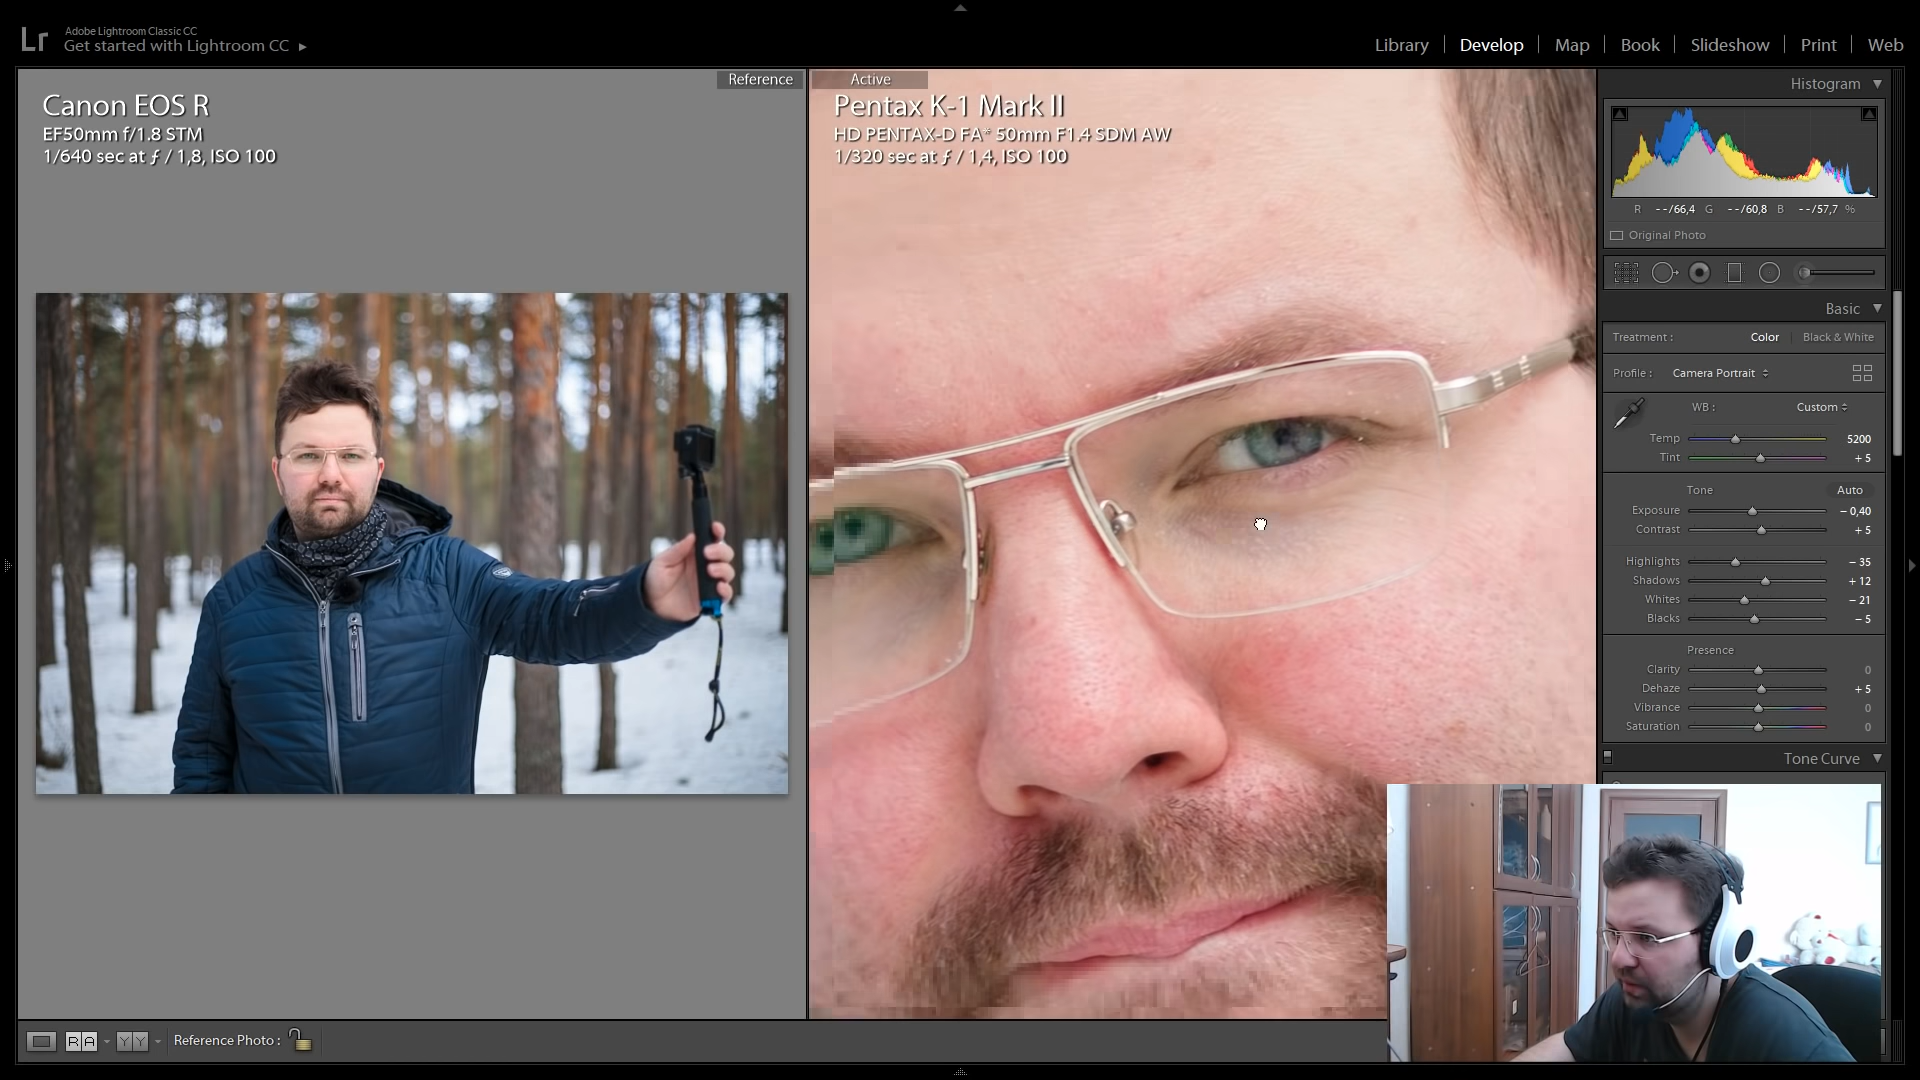 Lr
Adobe Lightroom Classic CC
Get started with Lightroom CC ▸
Library | Develop | Map | Book | Slideshow | Print | Web
Reference
Canon EOS R
EF50mm f/1.8 STM
1/640 sec at ƒ / 1,8, ISO 100
Active
Pentax K-1 Mark II
HD PENTAX-D FA* 50mm F1.4 SDM AW
1/320 sec at ƒ / 1,4, ISO 100
Histogram
R --/66,4 G --/60,8 B --/57,7 %
Original Photo
Basic
Treatment : Color | Black & White
Profile : Camera Portrait
WB : Custom
Temp 5200
Tint + 5
Tone Auto
Exposure – 0,40
Contrast + 5
Highlights – 35
Shadows + 12
Whites – 21
Blacks – 5
Presence
Clarity 0
Dehaze + 5
Vibrance 0
Saturation 0
Tone Curve
R A Y Y Reference Photo :